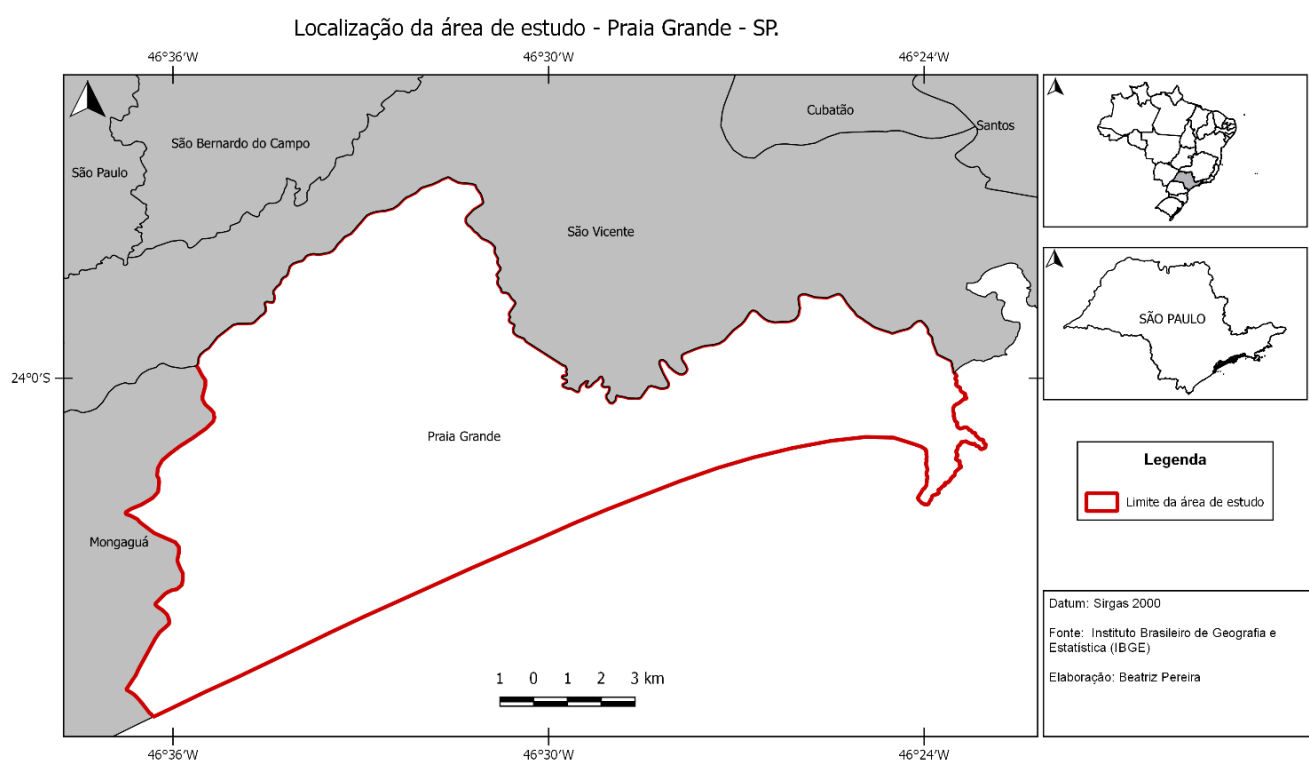 Localização da área de estudo - Praia Grande - SP.
46°36'W
46°30'W
46°24'W
Cubatão
Santos
São Bernardo do Campo
São Paulo
São Vicente
24°0'S
Praia Grande
Mongaguá
1 0 1 2 3 km
46°36'W
46°30'W
46°24'W
SÃO PAULO
Legenda
Limite da área de estudo
Datum: Sirgas 2000
Fonte: Instituto Brasileiro de Geografia e
Estatística (IBGE)
Elaboração: Beatriz Pereira